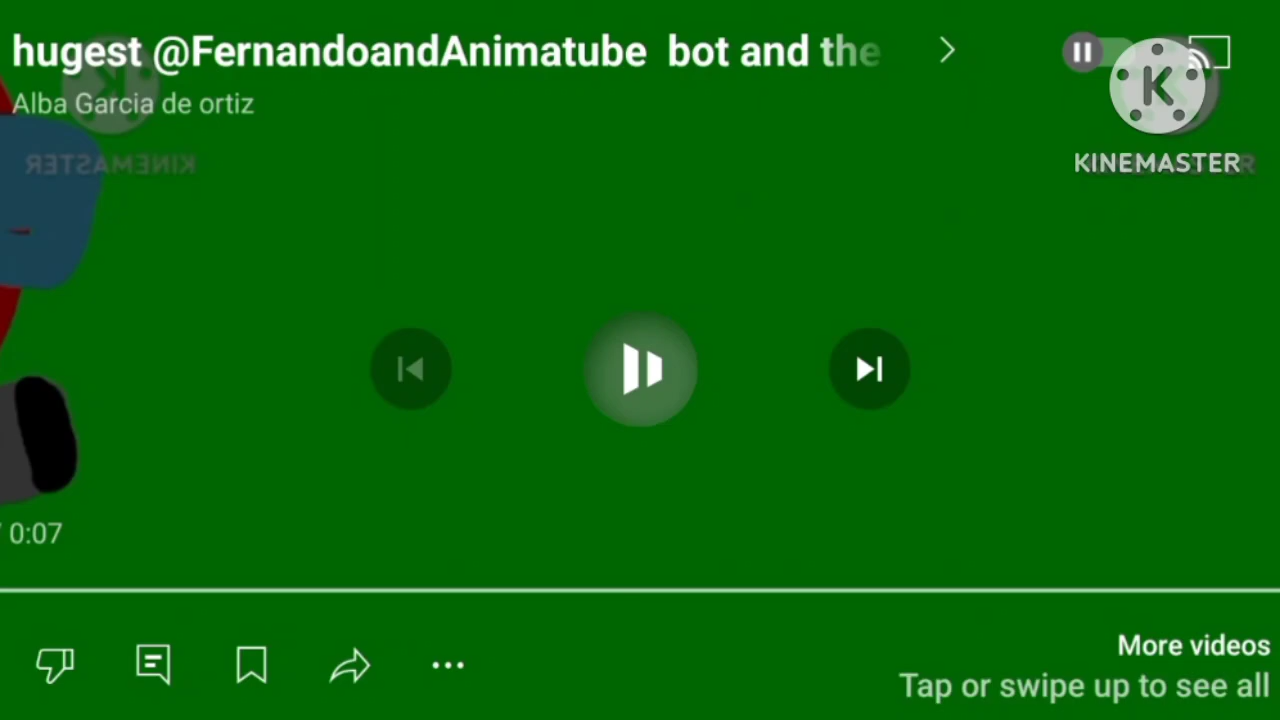 hugest @FernandoandAnimatube bot and the
Alba Garcia de ortiz
KINEMASTER
KINEMASTER
0:07
More videos
Tap or swipe up to see all